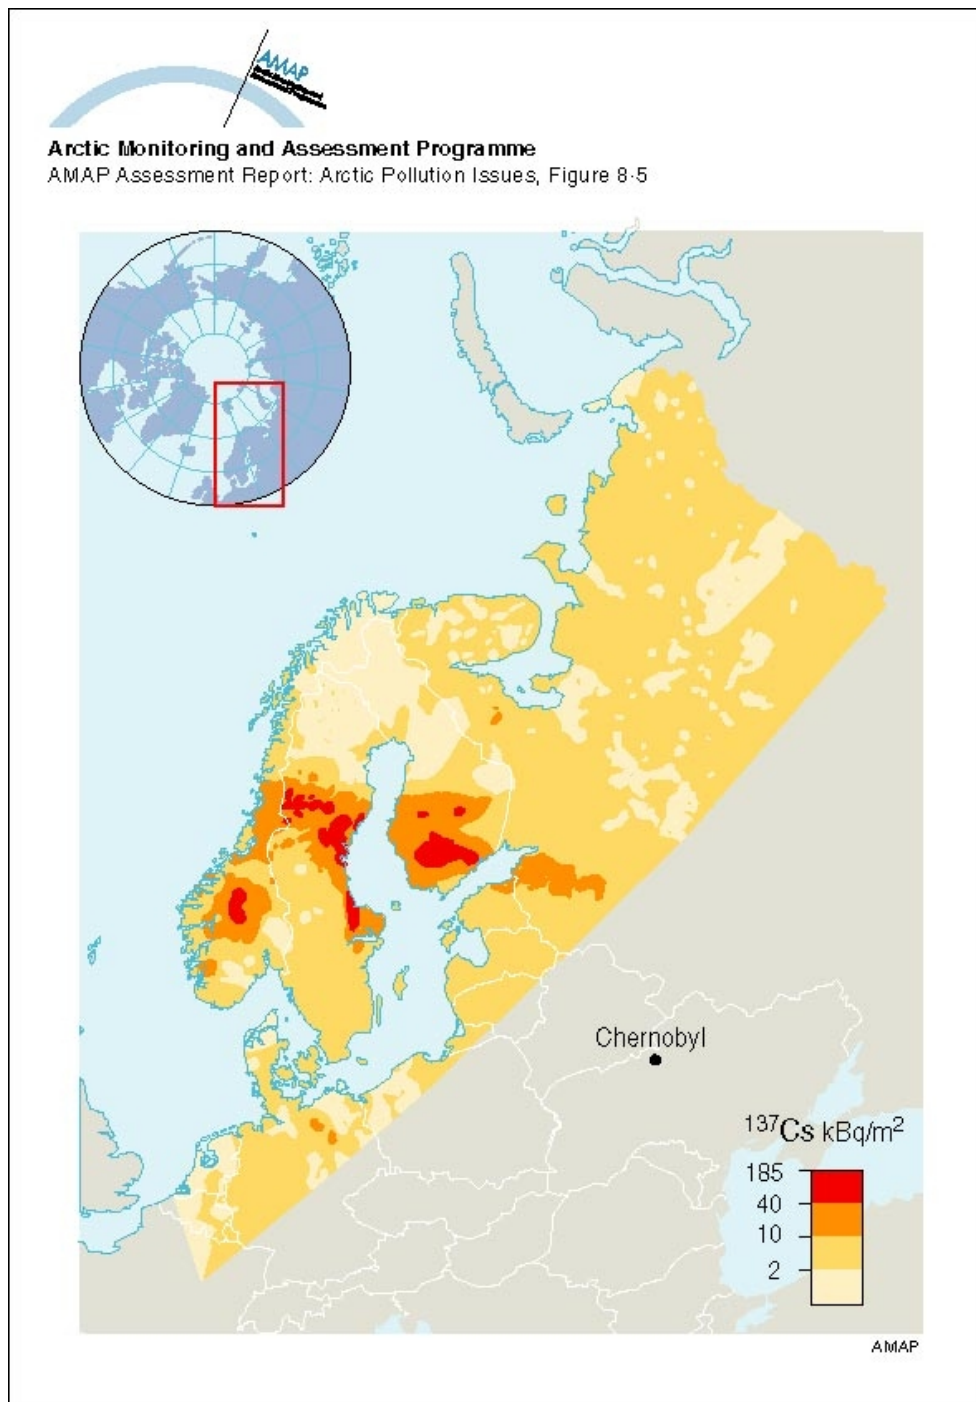 AMAP
Arctic Monitoring and Assessment Programme
AMAP Assessment Report: Arctic Pollution Issues, Figure 8·5
Chernobyl
137Cs kBq/m2
185
40
10
2
AMAP